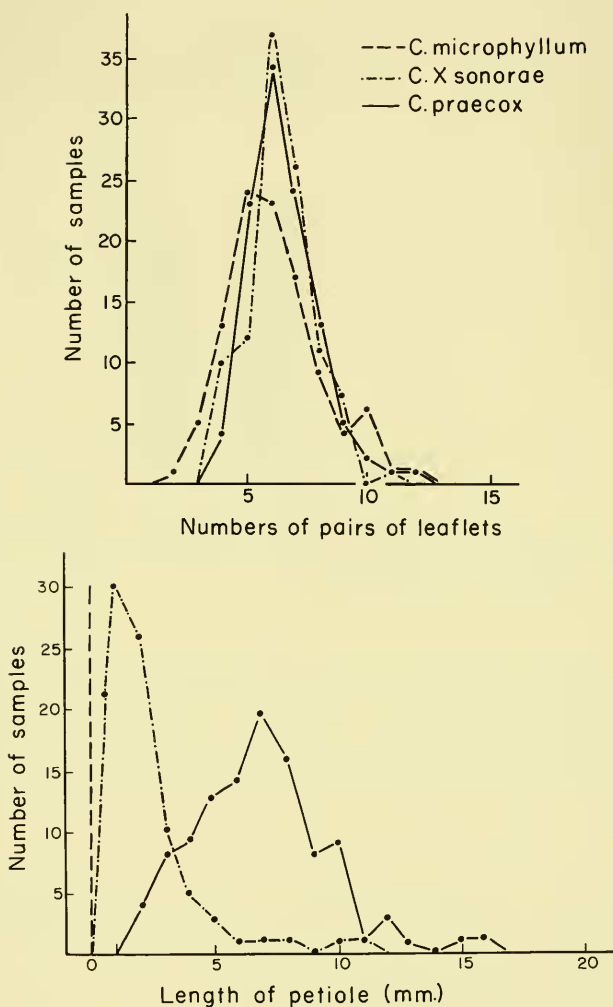 35
30
25
20
15
10
5
Number of samples
C. microphyllum
C. X sonorae
C. praecox
5 10 15
Numbers of pairs of leaflets
30
25
20
15
10
5
Number of samples
0 5 10 15 20
Length of petiole (mm.)